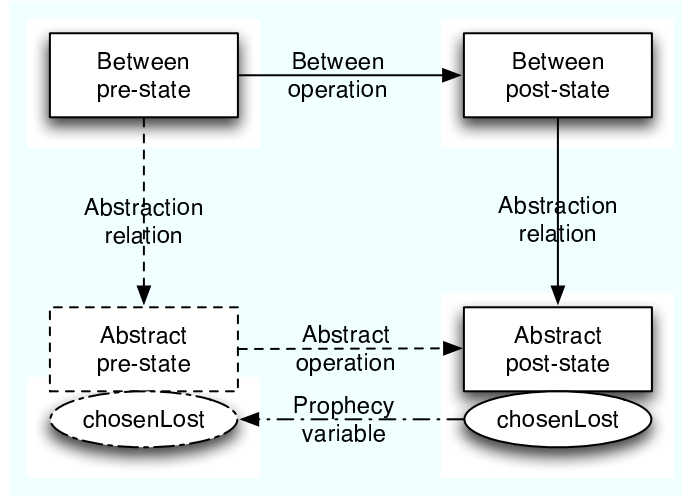 Between
pre-state
Between
operation
Between
post-state
Abstraction
relation
Abstraction
relation
Abstract
pre-state
Abstract
operation
Abstract
post-state
chosenLost
Prophecy
variable
chosenLost